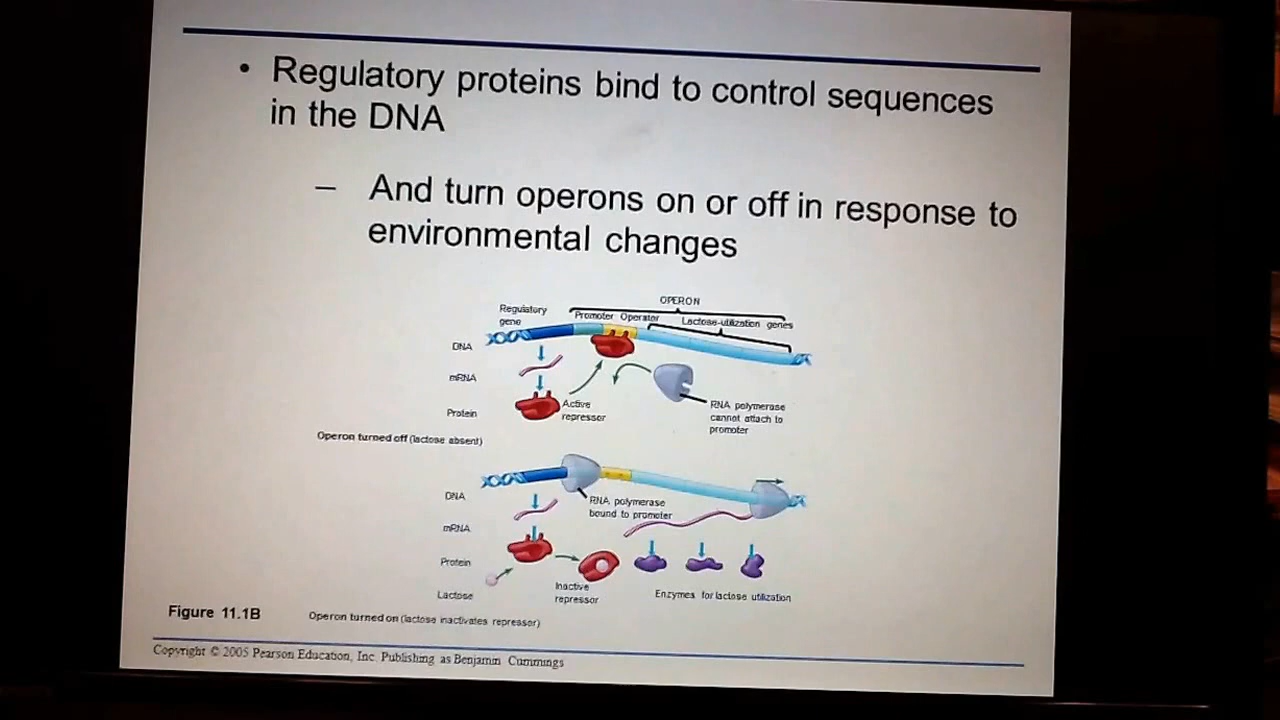 • Regulatory proteins bind to control sequences
in the DNA
– And turn operons on or off in response to
environmental changes
OPERON
Regulatory
gene
Promoter Operator Lactose-utilization genes
DNA
mRNA
Protein
Active
repressor
RNA polymerase
cannot attach to
promoter
Operon turned off (lactose absent)
DNA
RNA polymerase
bound to promoter
mRNA
Protein
Lactose
Inactive
repressor
Enzymes for lactose utilization
Figure 11.1B
Operon turned on (lactose inactivates repressor)
Copyright © 2005 Pearson Education, Inc. Publishing as Benjamin Cummings